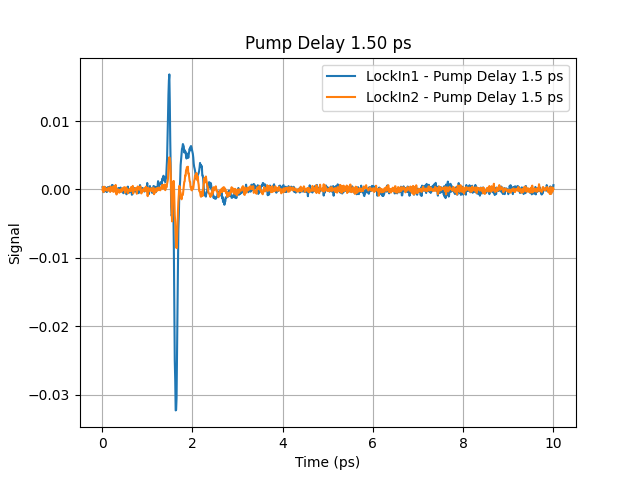 Pump Delay 1.50 ps
LockIn1 - Pump Delay 1.5 ps
LockIn2 - Pump Delay 1.5 ps
0.01
0.00
−0.01
−0.02
−0.03
Signal
0 2 4 6 8 10
Time (ps)